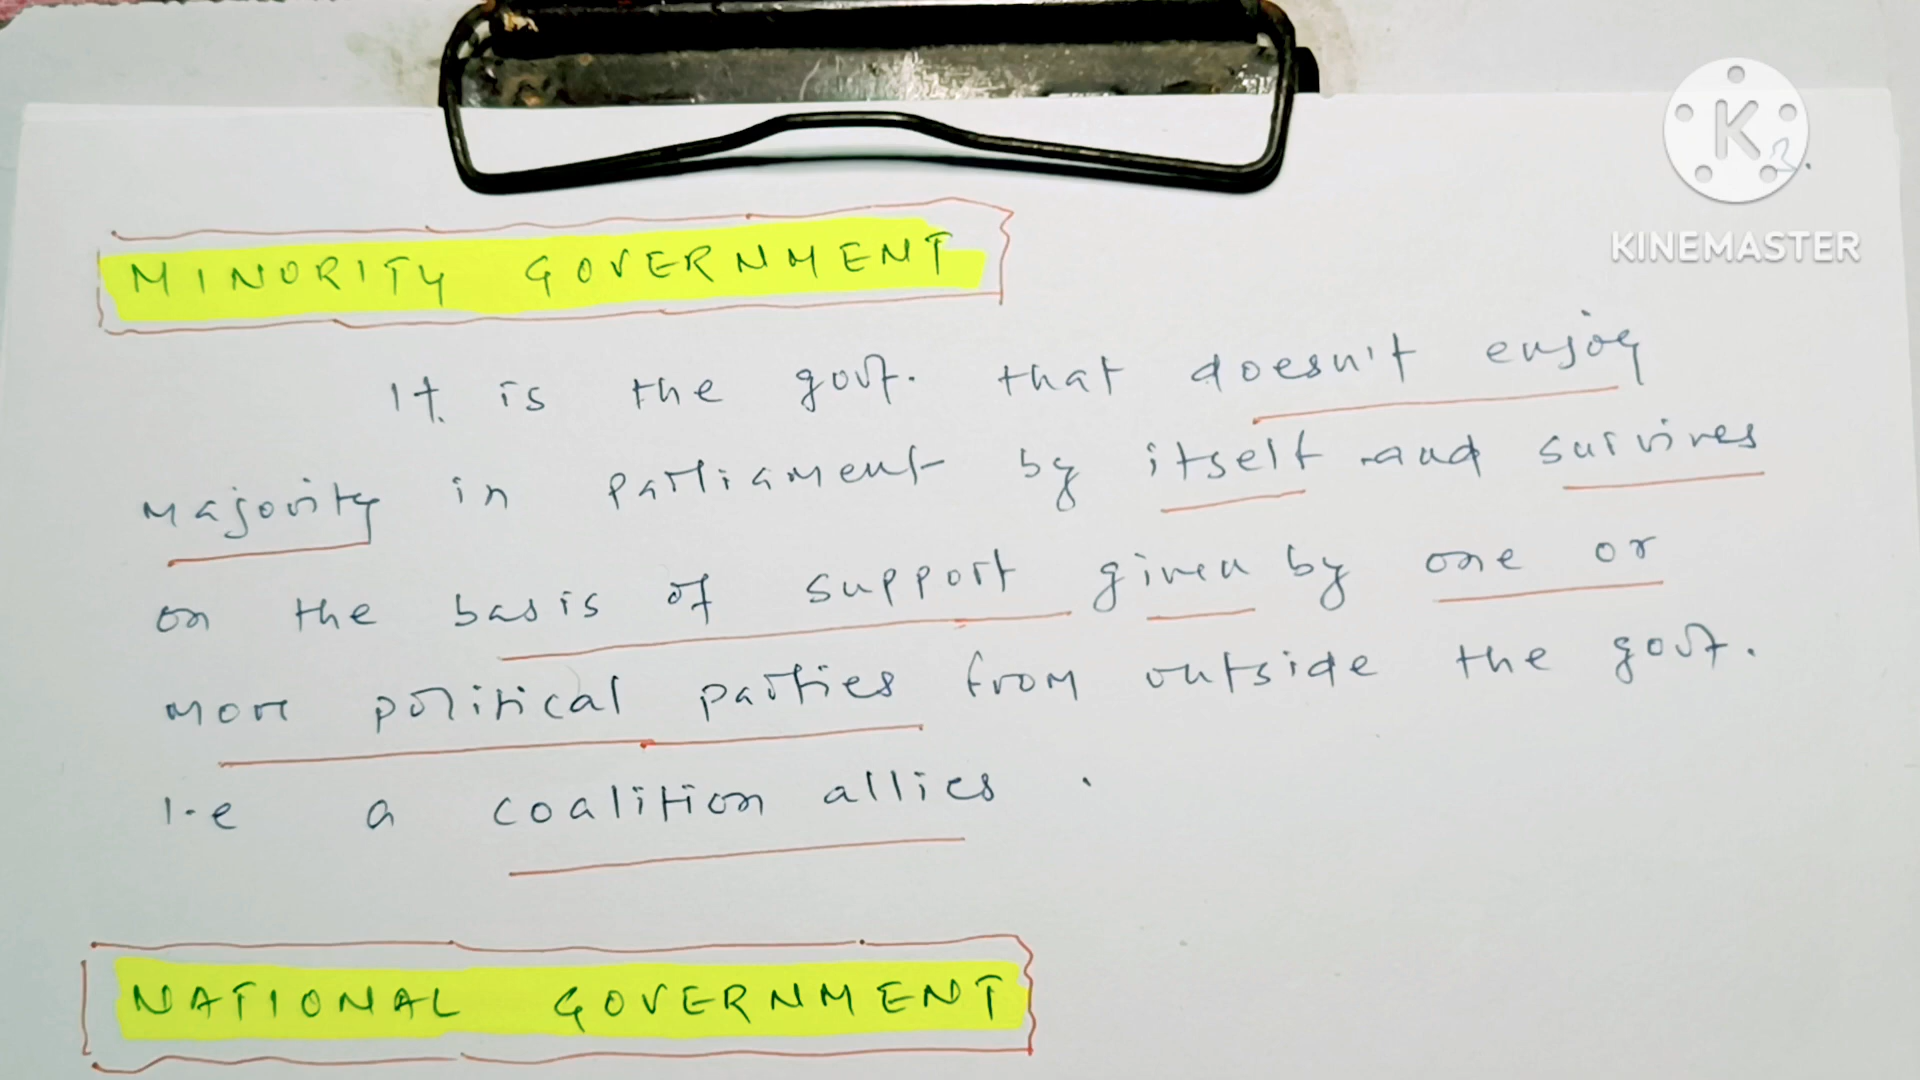 2.
K
KINEMASTER
MINORITY GOVERNMENT
It is the govt. that doesn't enjoy
majority in parliament by itself and survives
on the basis of support given by one or
more political parties from outside the govt.
i.e a coalition allies.
NATIONAL GOVERNMENT